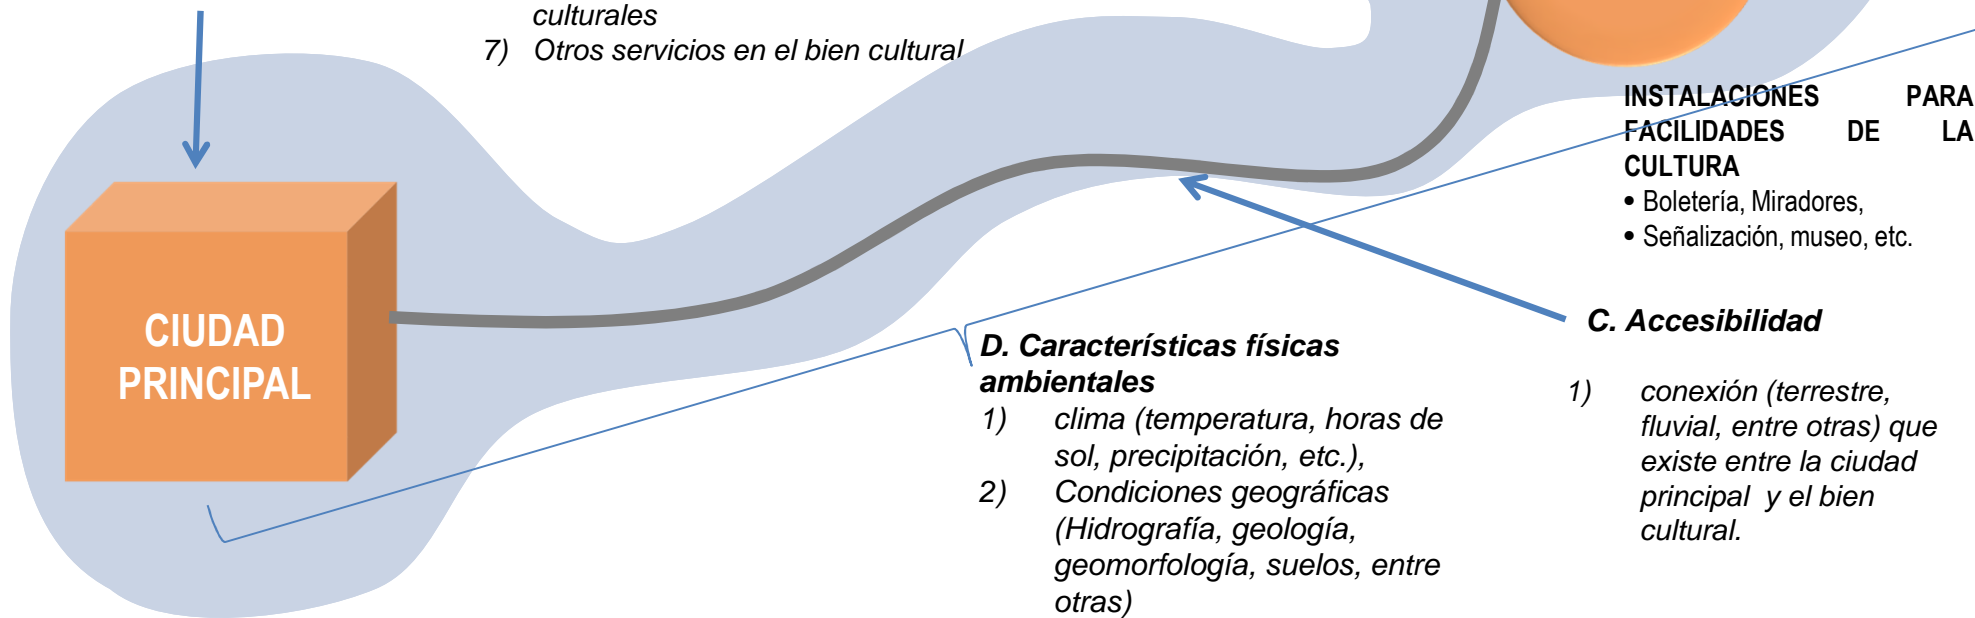 culturales
7) Otros servicios en el bien cultural
INSTALACIONES PARA
FACILIDADES DE LA
CULTURA
• Boletería, Miradores,
• Señalización, museo, etc.
CIUDAD
PRINCIPAL
D. Características físicas
ambientales
1) clima (temperatura, horas de
sol, precipitación, etc.),
2) Condiciones geográficas
(Hidrografía, geología,
geomorfología, suelos, entre
otras)
C. Accesibilidad
1) conexión (terrestre,
fluvial, entre otras) que
existe entre la ciudad
principal y el bien
cultural.